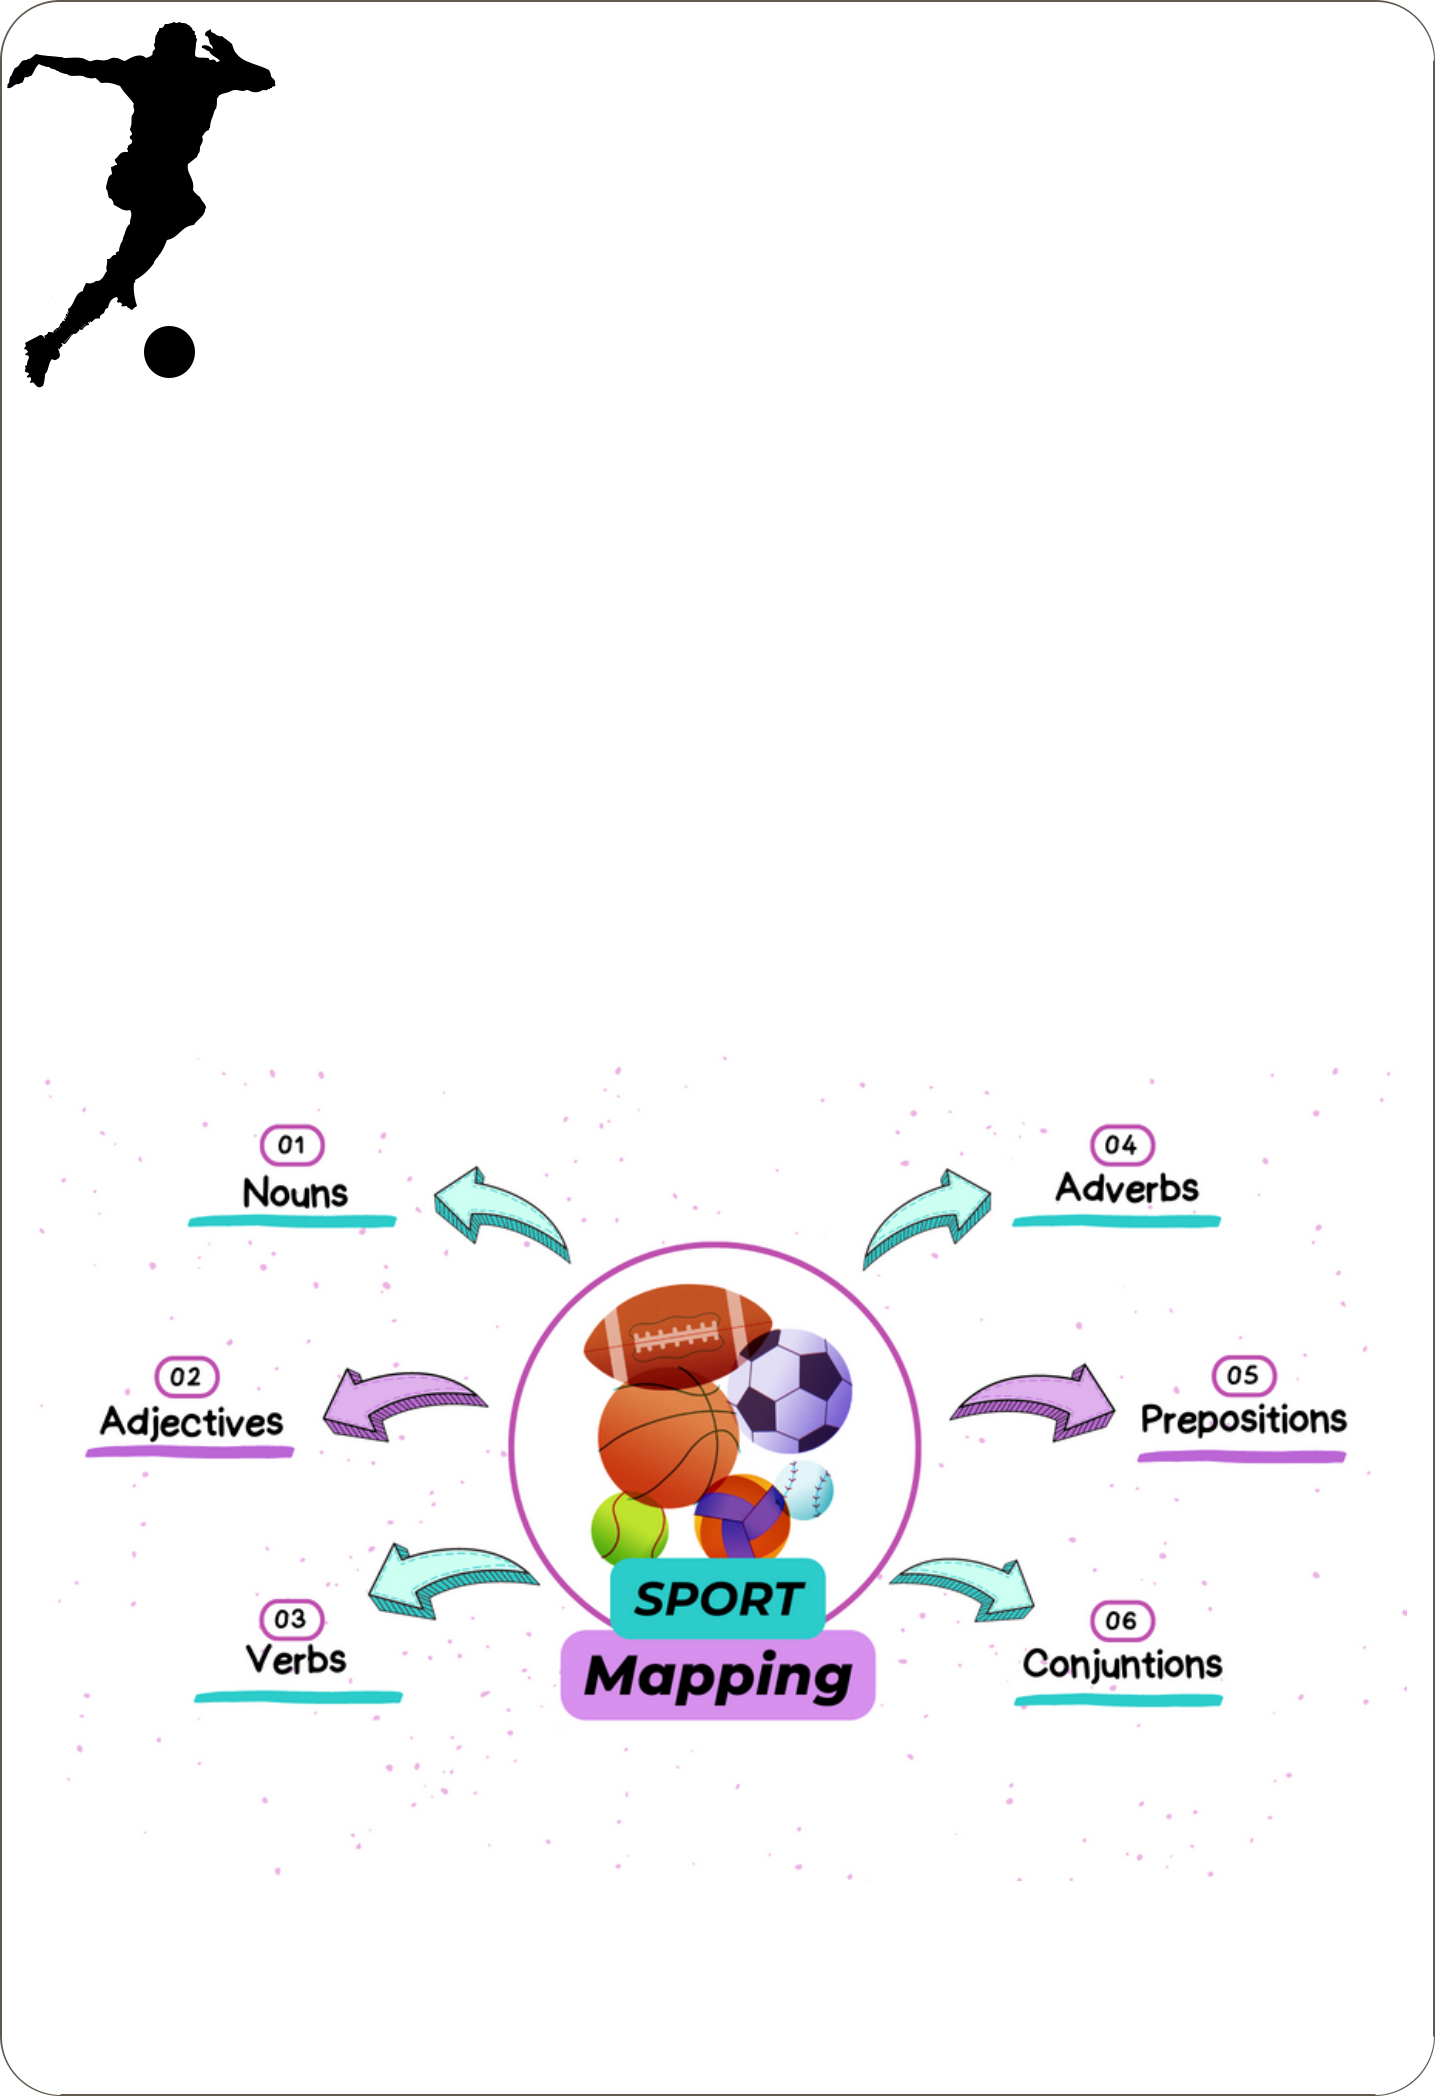 01
Nouns
02
Adjectives
03
Verbs
04
Adverbs
05
Prepositions
06
Conjuntions
SPORT
Mapping